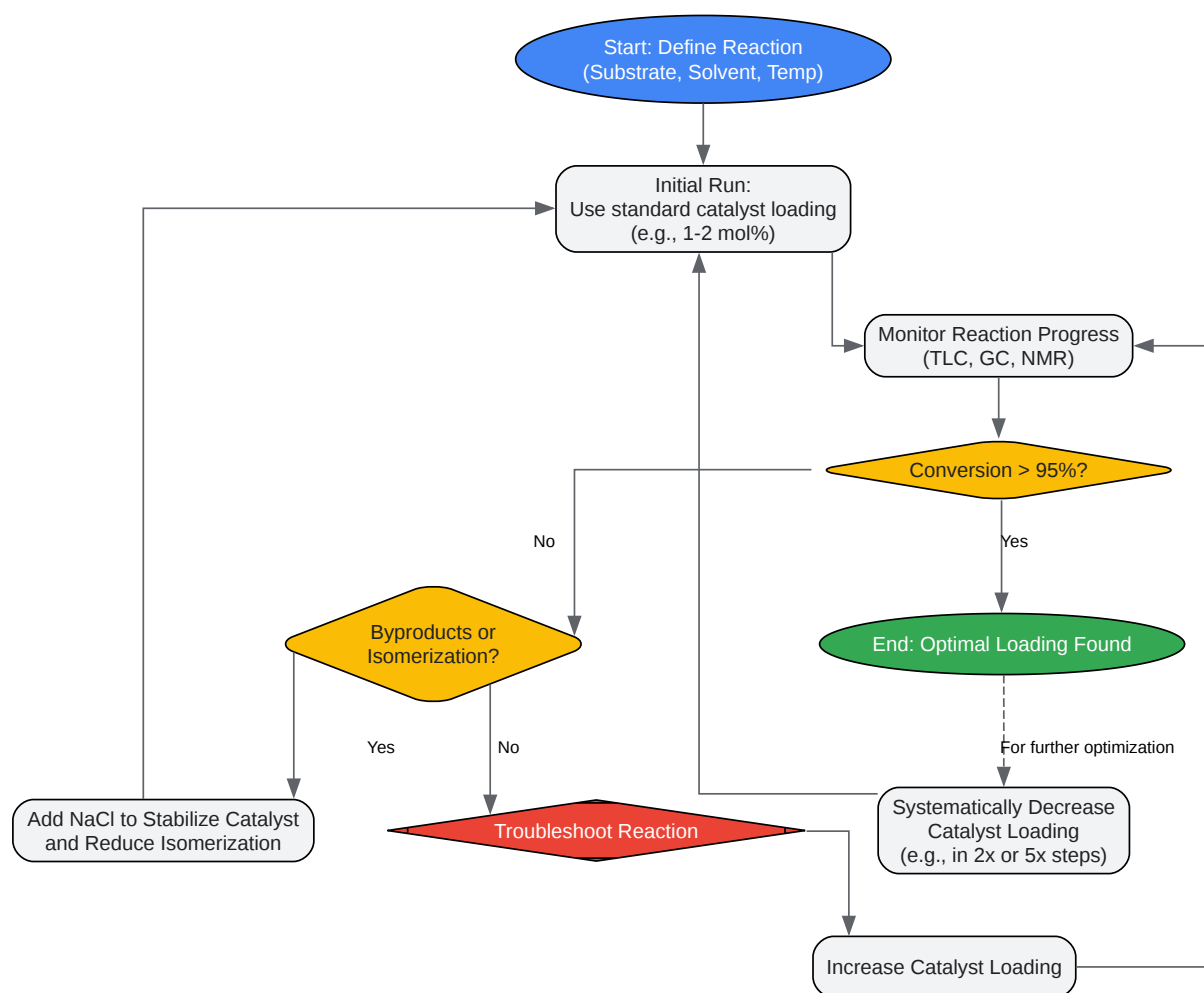 Start: Define Reaction
(Substrate, Solvent, Temp)
Initial Run:
Use standard catalyst loading
(e.g., 1-2 mol%)
Monitor Reaction Progress
(TLC, GC, NMR)
Conversion > 95%?
No
Yes
Byproducts or
Isomerization?
End: Optimal Loading Found
Yes
No
For further optimization
Add NaCl to Stabilize Catalyst
and Reduce Isomerization
Troubleshoot Reaction
Systematically Decrease
Catalyst Loading
(e.g., in 2x or 5x steps)
Increase Catalyst Loading